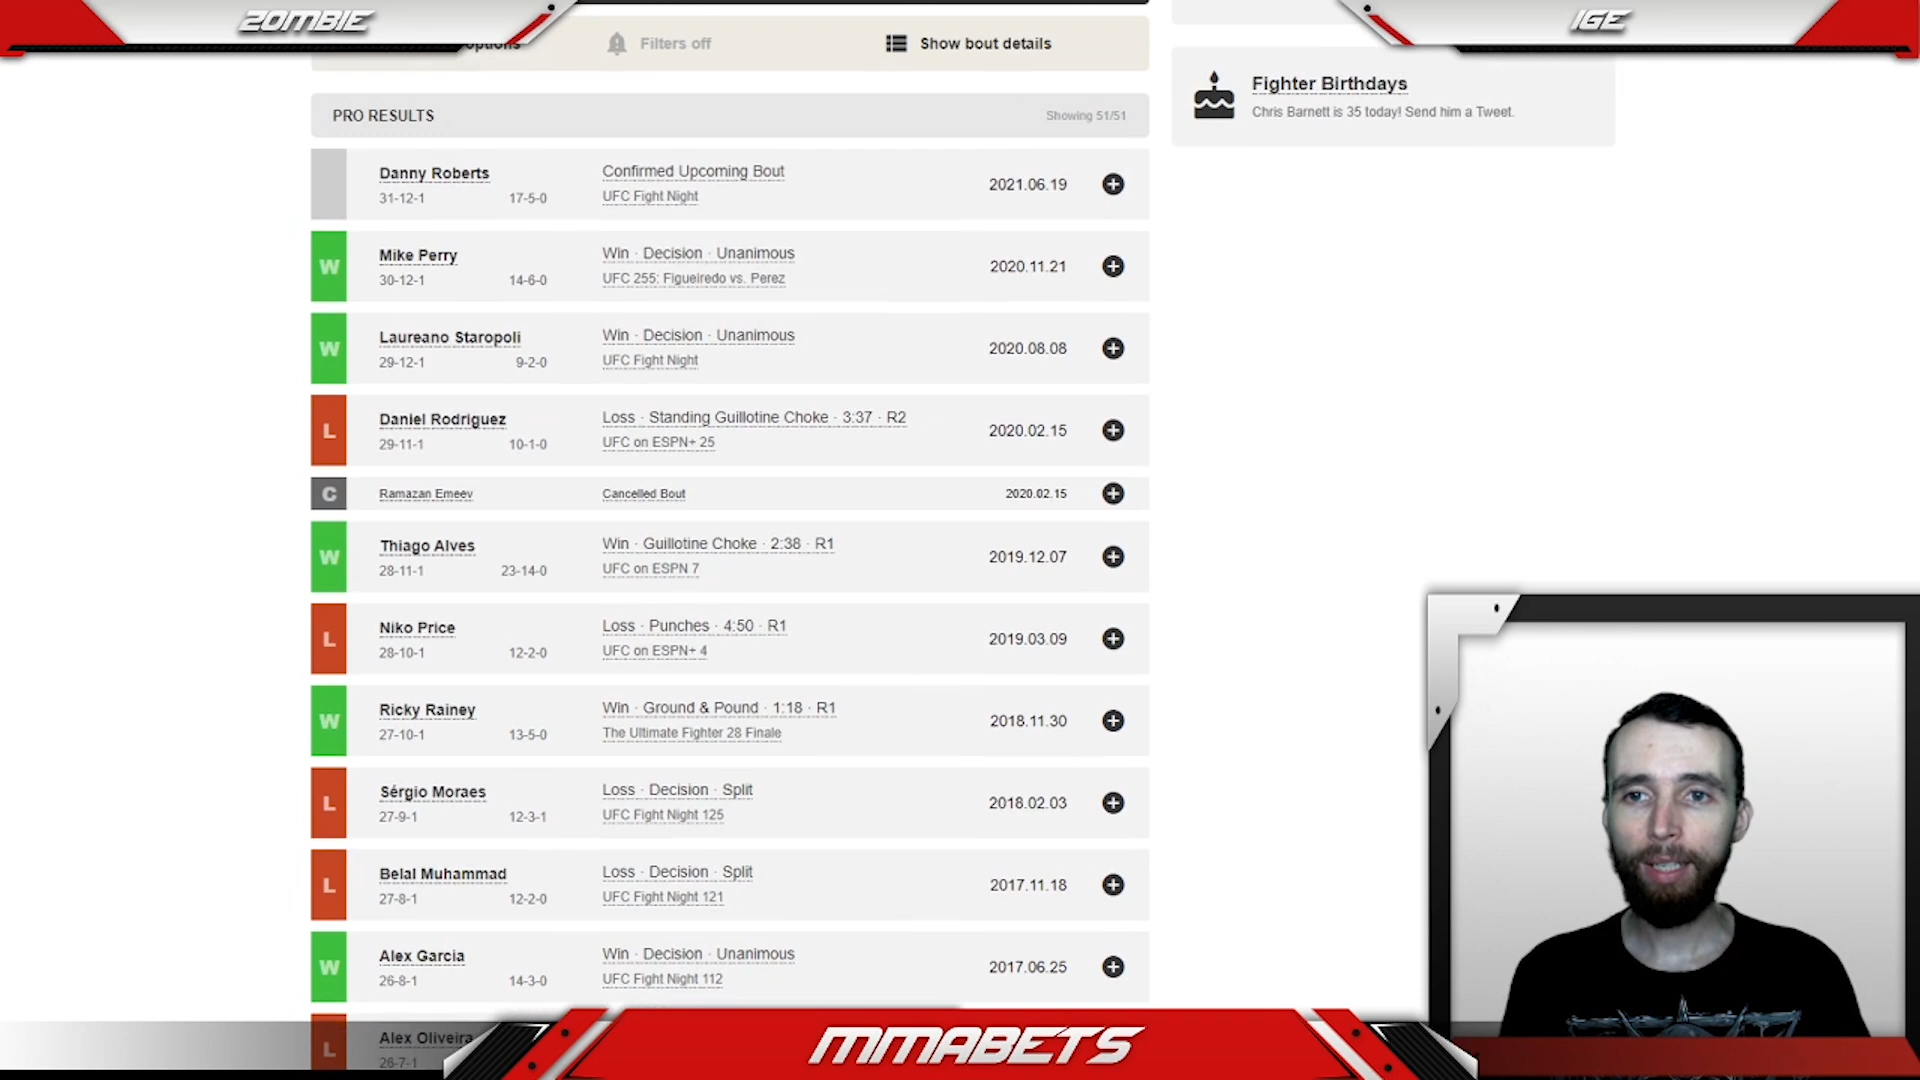 ZOMBIE
IGE
options
Filters off
Show bout details
Fighter Birthdays
Chris Barnett is 35 today! Send him a Tweet.
PRO RESULTS
Showing 51/51
Danny Roberts
31-12-1 17-5-0
Confirmed Upcoming Bout
UFC Fight Night
2021.06.19
W
Mike Perry
30-12-1 14-6-0
Win · Decision · Unanimous
UFC 255: Figueiredo vs. Perez
2020.11.21
W
Laureano Staropoli
29-12-1 9-2-0
Win · Decision · Unanimous
UFC Fight Night
2020.08.08
L
Daniel Rodriguez
29-11-1 10-1-0
Loss · Standing Guillotine Choke · 3:37 · R2
UFC on ESPN+ 25
2020.02.15
C
Ramazan Emeev
Cancelled Bout
2020.02.15
W
Thiago Alves
28-11-1 23-14-0
Win · Guillotine Choke · 2:38 · R1
UFC on ESPN 7
2019.12.07
L
Niko Price
28-10-1 12-2-0
Loss · Punches · 4:50 · R1
UFC on ESPN+ 4
2019.03.09
W
Ricky Rainey
27-10-1 13-5-0
Win · Ground & Pound · 1:18 · R1
The Ultimate Fighter 28 Finale
2018.11.30
L
Sérgio Moraes
27-9-1 12-3-1
Loss · Decision · Split
UFC Fight Night 125
2018.02.03
L
Belal Muhammad
27-8-1 12-2-0
Loss · Decision · Split
UFC Fight Night 121
2017.11.18
W
Alex Garcia
26-8-1 14-3-0
Win · Decision · Unanimous
UFC Fight Night 112
2017.06.25
L
Alex Oliveira
26-7-1
MMABETS